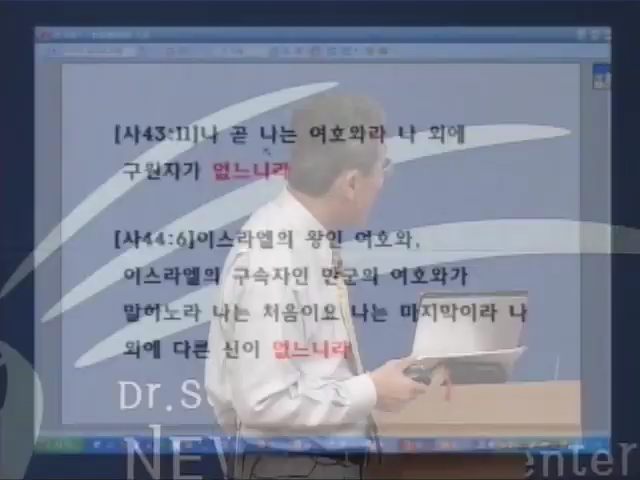 [사43:11]나 곧 나는 여호와라 나 외에
구원자가 없느니라
[사44:6]이스라엘의 왕인 여호와,
이스라엘의 구속자인 만군의 여호와가
말하노라 나는 처음이요 나는 마지막이라 나
외에 다른 신이 없느니라
Dr.S
NEW
enter